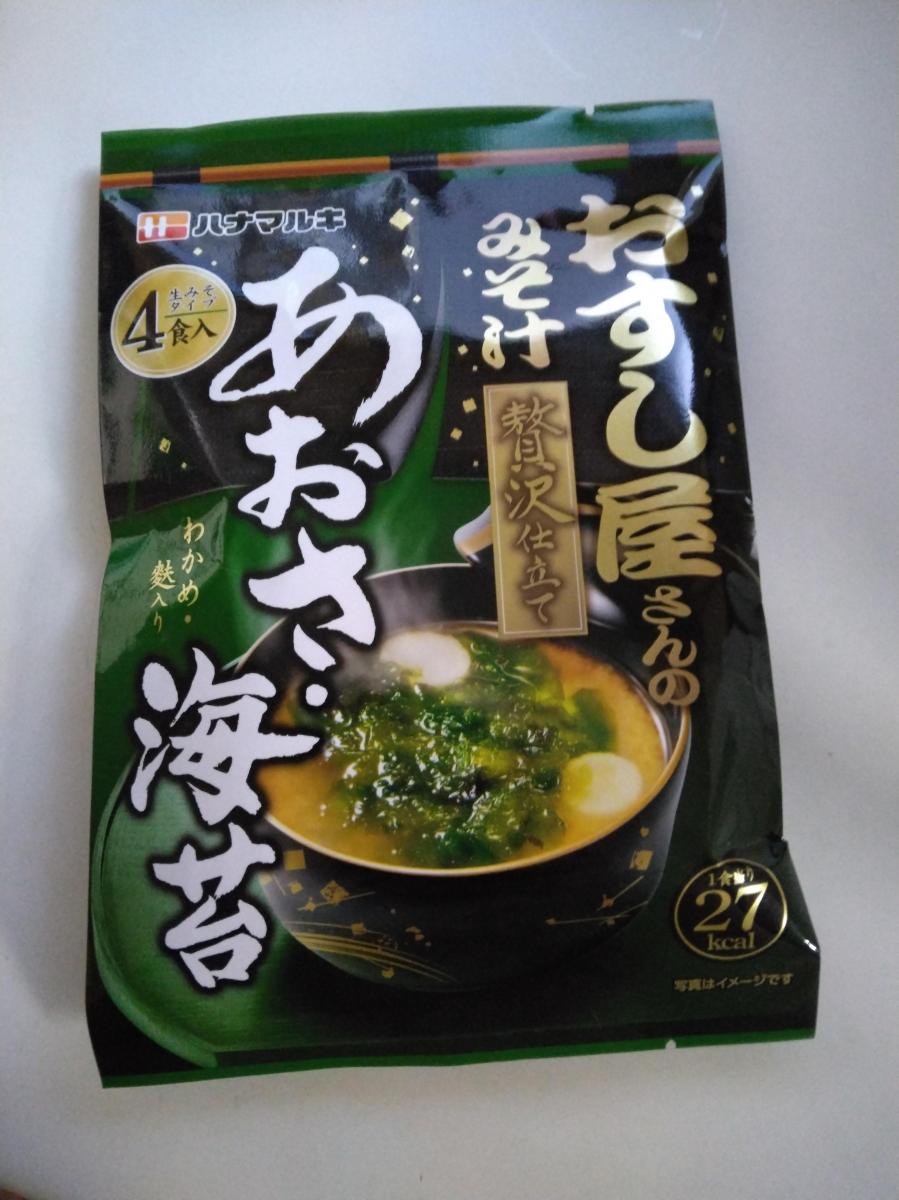 ハナマルキ
おすし屋さんの
みそ汁
贅沢仕立て
生みそ
タイプ
4食入
あおさ・海苔
わかめ・
麩入り
1食当り
27
kcal
写真はイメージです